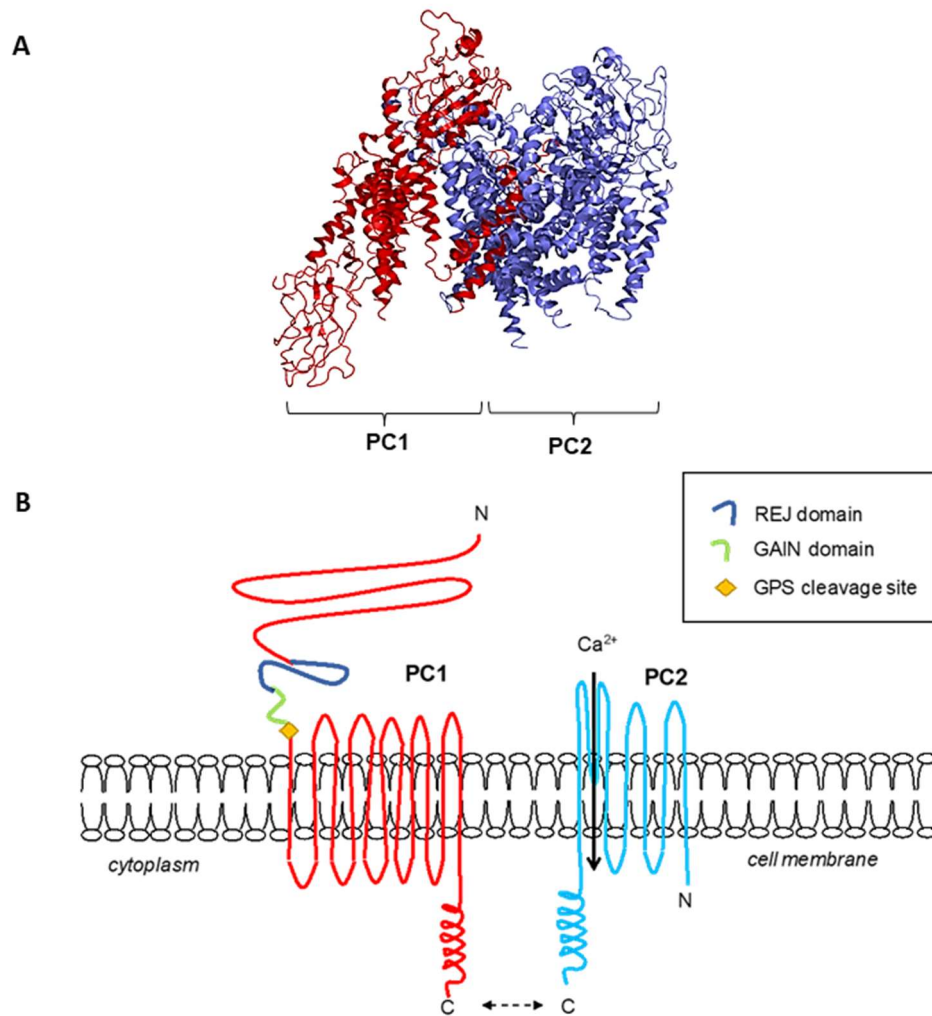 A
PC1
PC2
B
N
REJ domain
GAIN domain
GPS cleavage site
Ca²⁺
PC1
PC2
cytoplasm
cell membrane
N
C
C